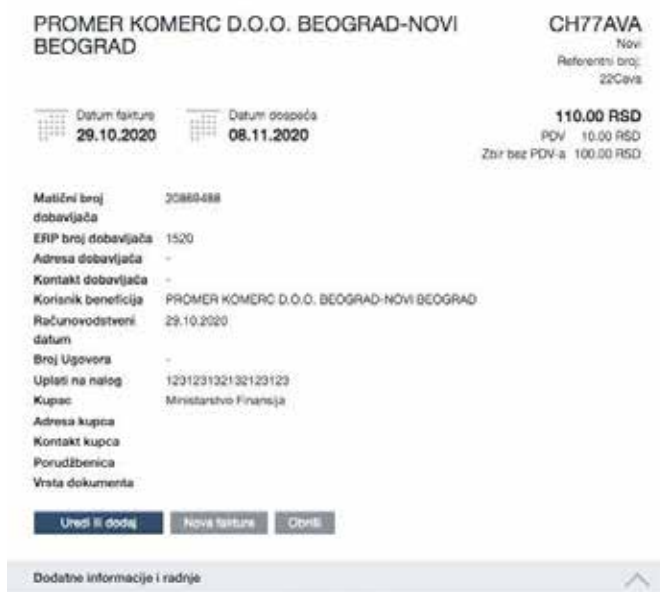 PROMER KOMERC D.O.O. BEOGRAD-NOVI
BEOGRAD
CH77AVA
Novi
Referentni broj:
22Cava
Datum fakture
29.10.2020
Datum dospeća
08.11.2020
110.00 RSD
PDV 10.00 RSD
Zbir bez PDV-a 100.00 RSD
Matični broj
dobavljača
20869488
ERP broj dobavljača 1520
Adresa dobavljača -
Kontakt dobavljača -
Korisnik beneficija PROMER KOMERC D.O.O. BEOGRAD-NOVI BEOGRAD
Računovodstveni
datum
29.10.2020
Broj Ugovora -
Uplati na nalog 123123132132123123
Kupac Ministarstvo Finansija
Adresa kupca
Kontakt kupca
Porudžbenica
Vrsta dokumenta
Uredi ili dodaj Nova faktura Obriši
Dodatne informacije i radnje